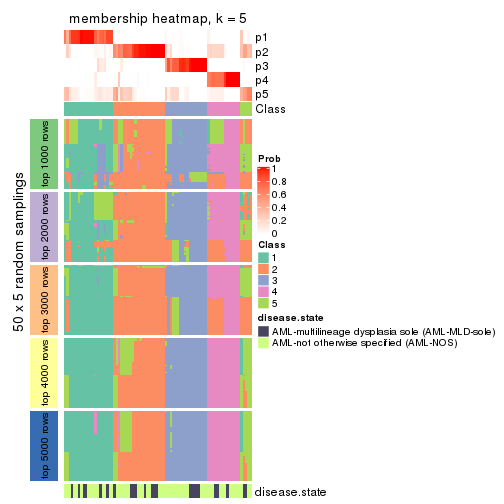 membership heatmap, k = 5
p1
p2
p3
p4
p5
Class
50 x 5 random samplings
top 1000 rows
top 2000 rows
top 3000 rows
top 4000 rows
top 5000 rows
Prob
1
0.8
0.6
0.4
0.2
0
Class
1
2
3
4
5
disease.state
AML-multilineage dysplasia sole (AML-MLD-sole)
AML-not otherwise specified (AML-NOS)
disease.state